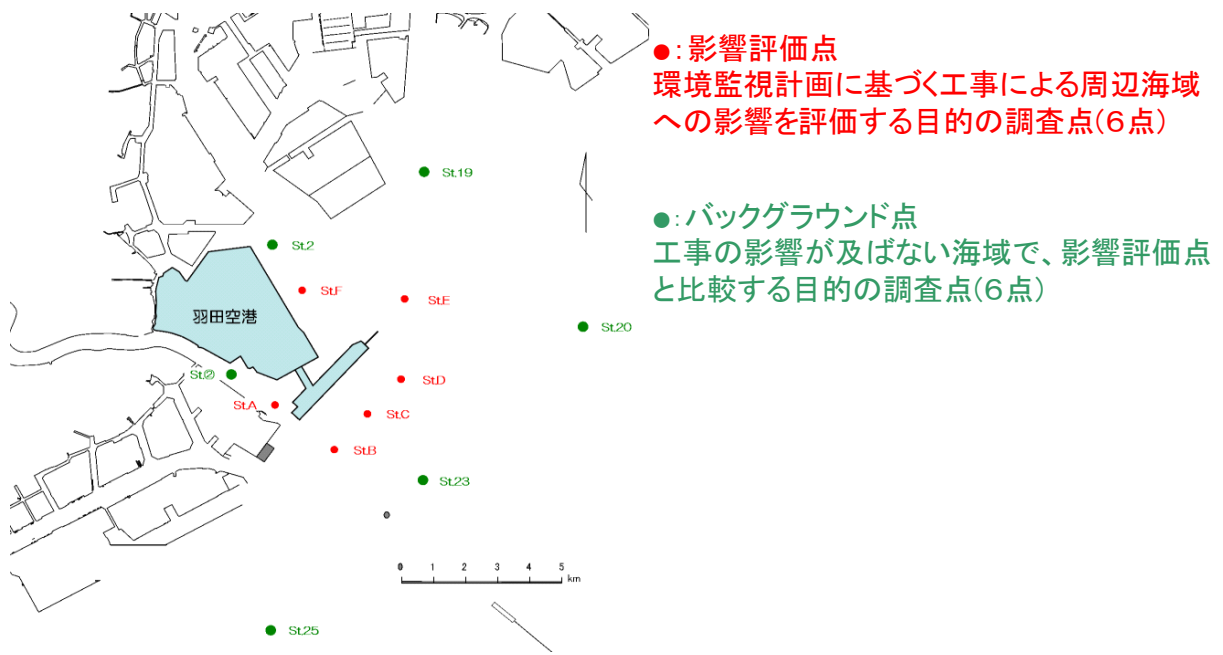 ●:影響評価点
環境監視計画に基づく工事による周辺海域
への影響を評価する目的の調査点(6点)
●:バックグラウンド点
工事の影響が及ばない海域で、影響評価点
と比較する目的の調査点(6点)
St.19
St.2
St.F
St.E
羽田空港
St.20
St.②
St.D
St.A
St.C
St.B
St.23
0 1 2 3 4 5
km
St.25